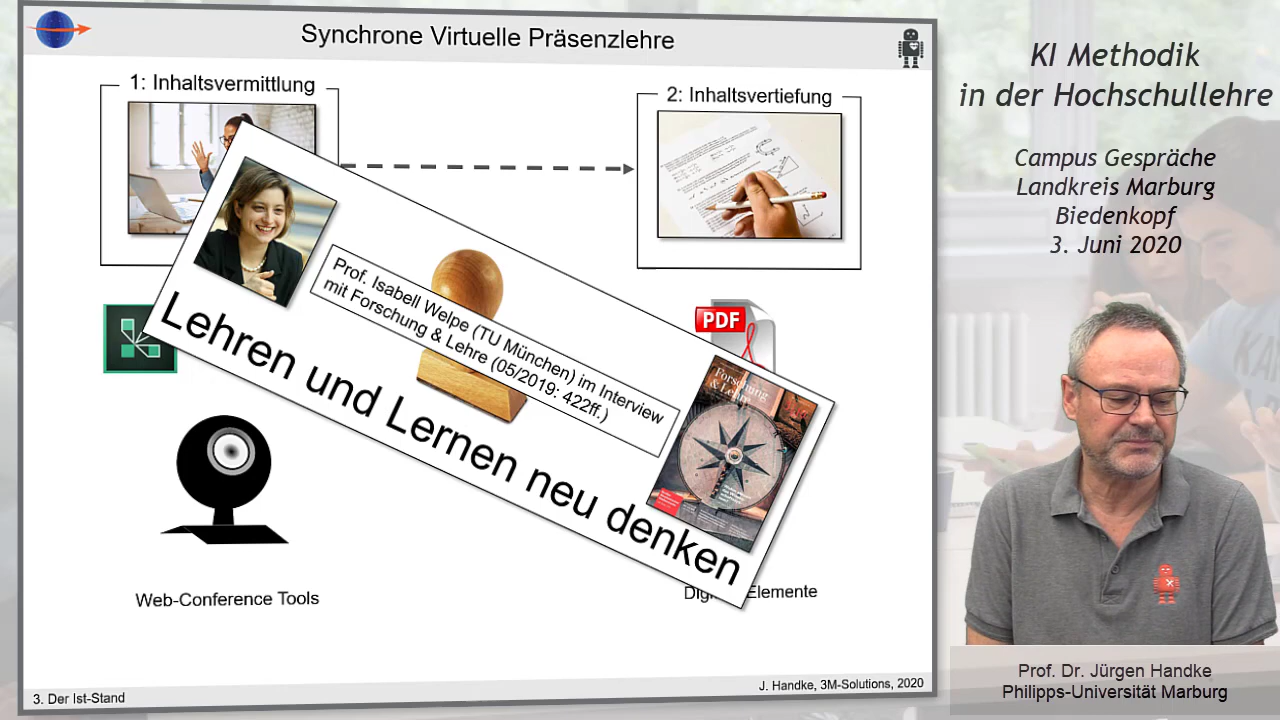 Synchrone Virtuelle Präsenzlehre
1: Inhaltsvermittlung
2: Inhaltsvertiefung
Prof. Isabell Welpe (TU München) im Interview
mit Forschung & Lehre (05/2019: 422ff.)
Lehren und Lernen neu denken
PDF
Forschung
& Lehre
Web-Conference Tools
Elemente
3. Der Ist-Stand
J. Handke, 3M-Solutions, 2020
KI Methodik
in der Hochschullehre
Campus Gespräche
Landkreis Marburg
Biedenkopf
3. Juni 2020
Prof. Dr. Jürgen Handke
Philipps-Universität Marburg